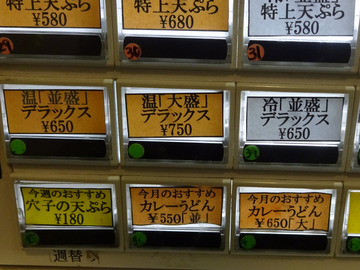 特上天ぷら
¥580
特上天ぷら
¥680
特上天ぷら
¥580
31
温「並盛」
デラックス
¥650
温「大盛」
デラックス
¥750
冷「並盛」
デラックス
¥650
今週のおすすめ
穴子の天ぷら
¥180
今月のおすすめ
カレーうどん
¥550「並」
今月のおすすめ
カレーうどん
¥650「大」
週替